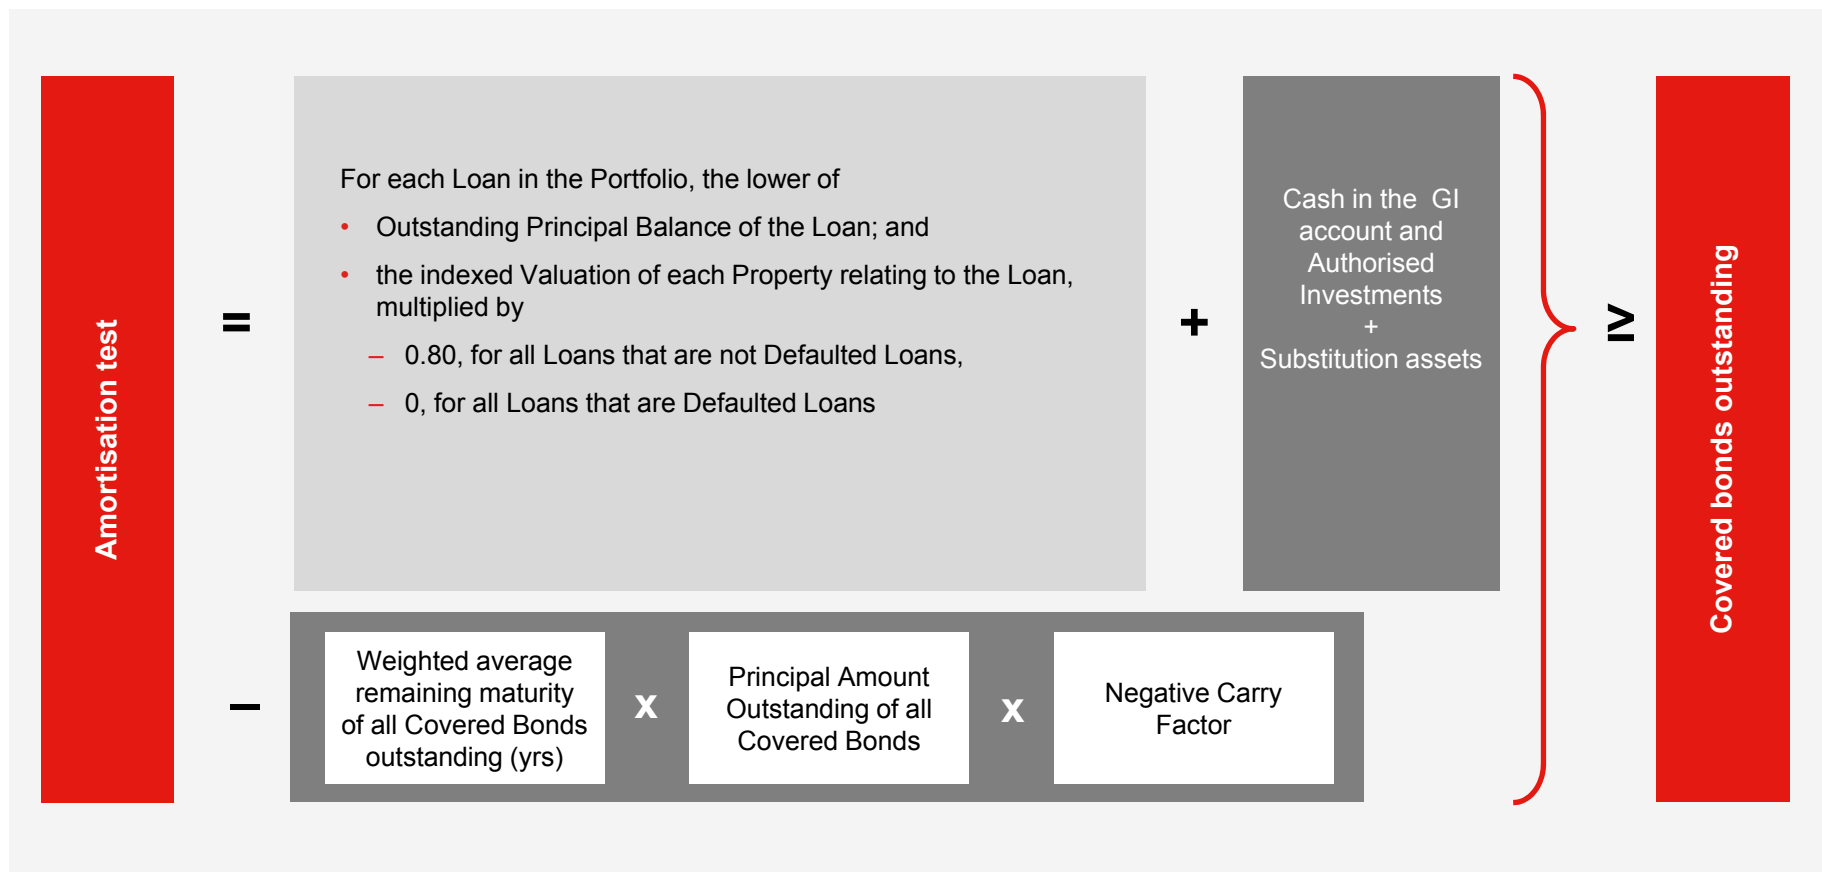 Amortisation test
=
For each Loan in the Portfolio, the lower of
• Outstanding Principal Balance of the Loan; and
• the indexed Valuation of each Property relating to the Loan,
multiplied by
– 0.80, for all Loans that are not Defaulted Loans,
– 0, for all Loans that are Defaulted Loans
+
Cash in the GI
account and
Authorised
Investments
+
Substitution assets
≥
Covered bonds outstanding
–
Weighted average
remaining maturity
of all Covered Bonds
outstanding (yrs)
x
Principal Amount
Outstanding of all
Covered Bonds
x
Negative Carry
Factor